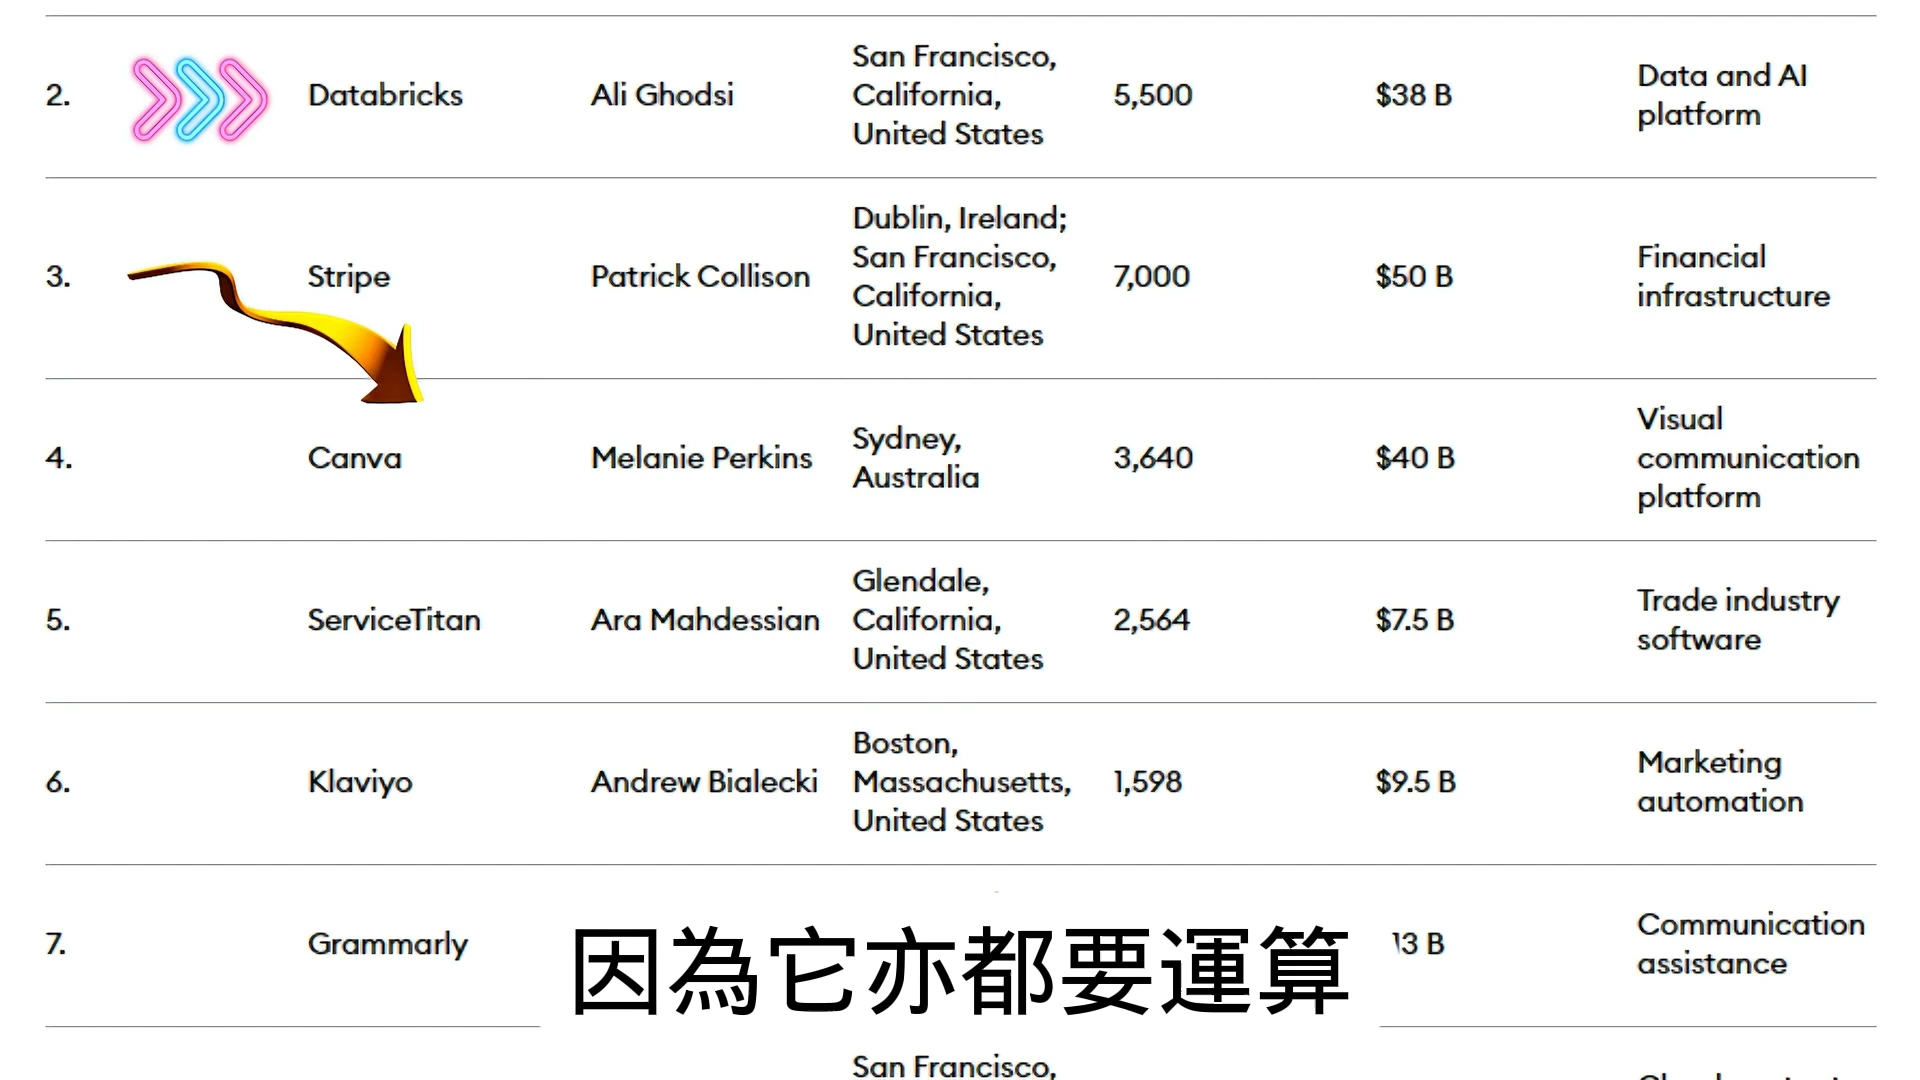 2.
Databricks
Ali Ghodsi
San Francisco,
California,
United States
5,500
$38 B
Data and AI
platform
3.
Stripe
Patrick Collison
Dublin, Ireland;
San Francisco,
California,
United States
7,000
$50 B
Financial
infrastructure
4.
Canva
Melanie Perkins
Sydney,
Australia
3,640
$40 B
Visual
communication
platform
5.
ServiceTitan
Ara Mahdessian
Glendale,
California,
United States
2,564
$7.5 B
Trade industry
software
6.
Klaviyo
Andrew Bialecki
Boston,
Massachusetts,
United States
1,598
$9.5 B
Marketing
automation
7.
Grammarly
13 B
Communication
assistance
因為它亦都要運算
San Francisco,